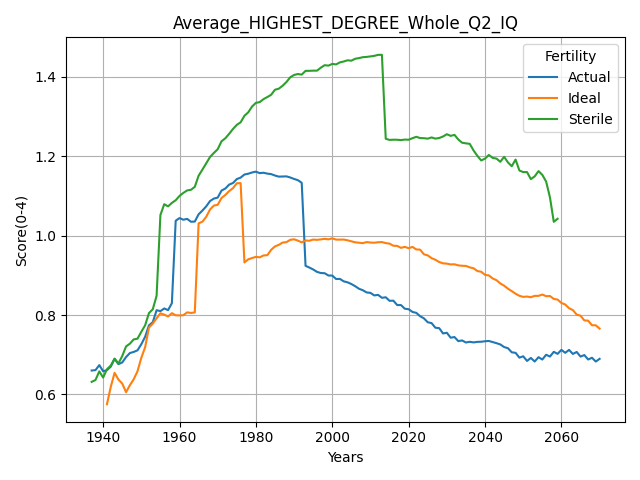 Average_HIGHEST_DEGREE_Whole_Q2_IQ
Fertility
Actual
Ideal
Sterile
Score(0-4)
1.4
1.2
1.0
0.8
0.6
1940 1960 1980 2000 2020 2040 2060
Years